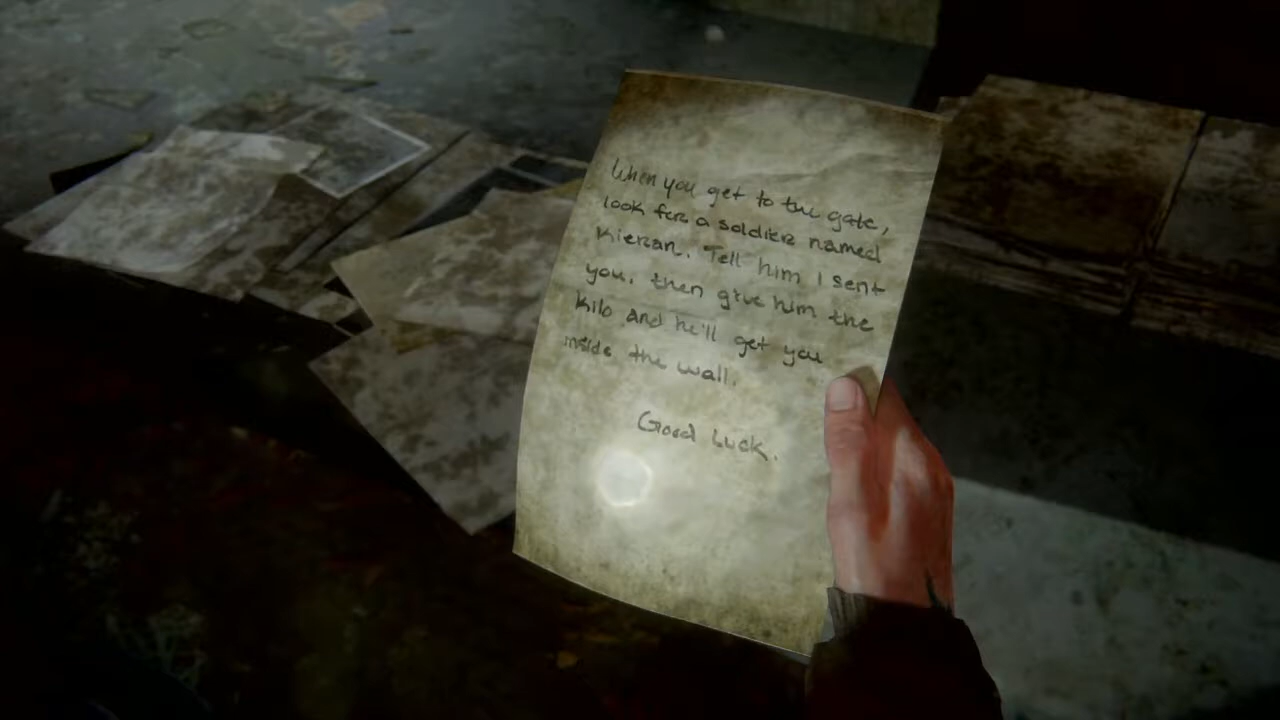 When you get to the gate,
look for a soldier named
Kieran. Tell him I sent
you, then give him the
Kilo and he'll get you
inside the wall.
Good Luck.